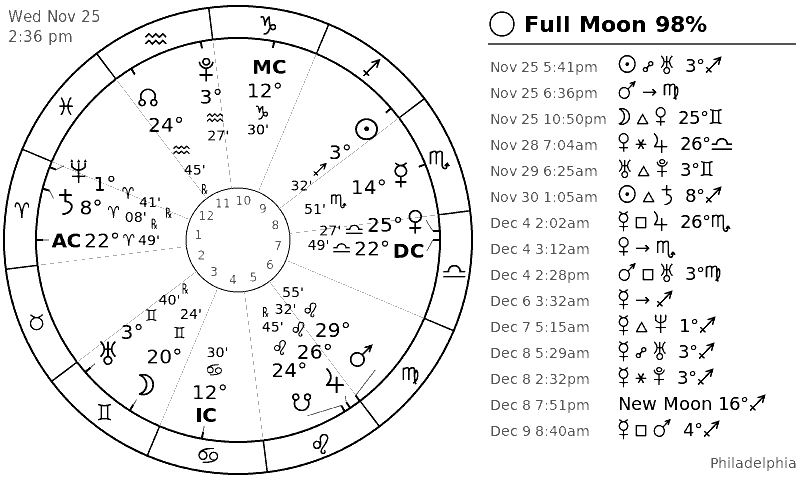 Wed Nov 25
2:36 pm
♒ ♑ ♐ ♏ ♎ ♍ ♌ ♋ ♊ ♉ ♈ ♓
MC
12°
♑
30'
♇
3°
♒
27'
☊
24°
♒
45'
℞
♆ 1° ♈ 41' ℞
♄ 8° ♈ 08' ℞
AC 22° ♈ 49'
☉
3°
♐
32'
☿
14°
♏
51'
♀ 25° ♎ 27'
DC 22° ♎ 49'
12 11 10 9
1 8
2 7
3 4 5 6
♅
3°
♊
40'
℞
☽
20°
♊
24'
30'
♋
12°
IC
55'
♌
29°
♂
32'
♌
26°
♃
℞
45'
♌
24°
☋
Full Moon 98%
Nov 25 5:41pm ☉ ☍ ♅ 3°♐
Nov 25 6:36pm ♂ → ♍
Nov 25 10:50pm ☽ △ ♀ 25°♊
Nov 28 7:04am ♀ ⚹ ♃ 26°♎
Nov 29 6:25am ♅ △ ♇ 3°♊
Nov 30 1:05am ☉ △ ♄ 8°♐
Dec 4 2:02am ☿ □ ♃ 26°♏
Dec 4 3:12am ♀ → ♏
Dec 4 2:28pm ♂ □ ♅ 3°♍
Dec 6 3:32am ☿ → ♐
Dec 7 5:15am ☿ △ ♆ 1°♐
Dec 8 5:29am ☿ ☍ ♅ 3°♐
Dec 8 2:32pm ☿ ⚹ ♇ 3°♐
Dec 8 7:51pm New Moon 16°♐
Dec 9 8:40am ☿ □ ♂ 4°♐
Philadelphia